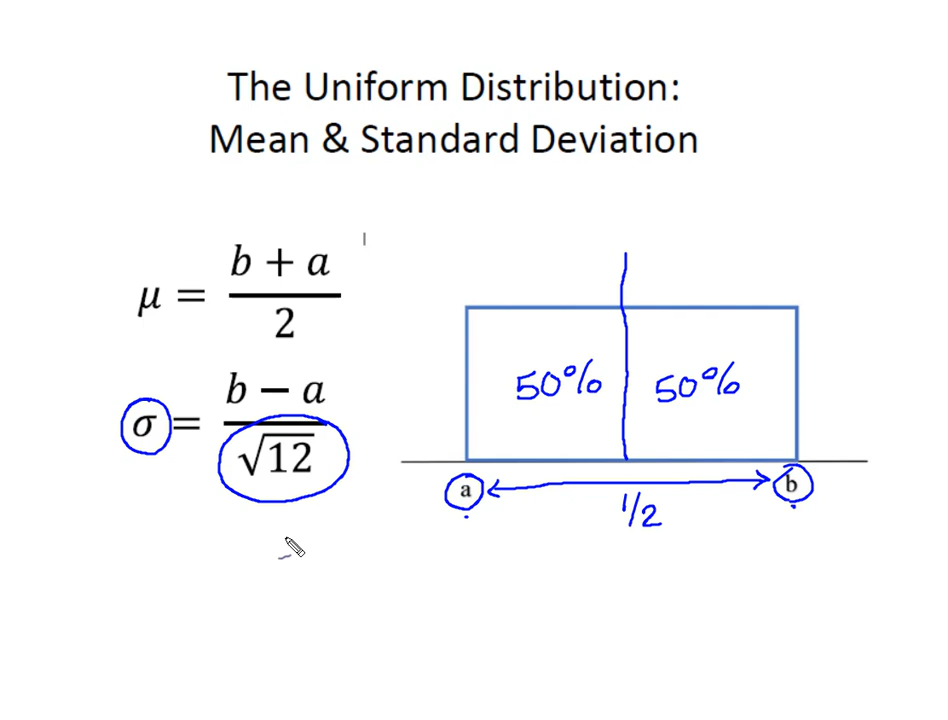 The Uniform Distribution:
Mean & Standard Deviation
μ = (b + a)/2
σ = (b − a)/√12
50% 50%
a b
1/2